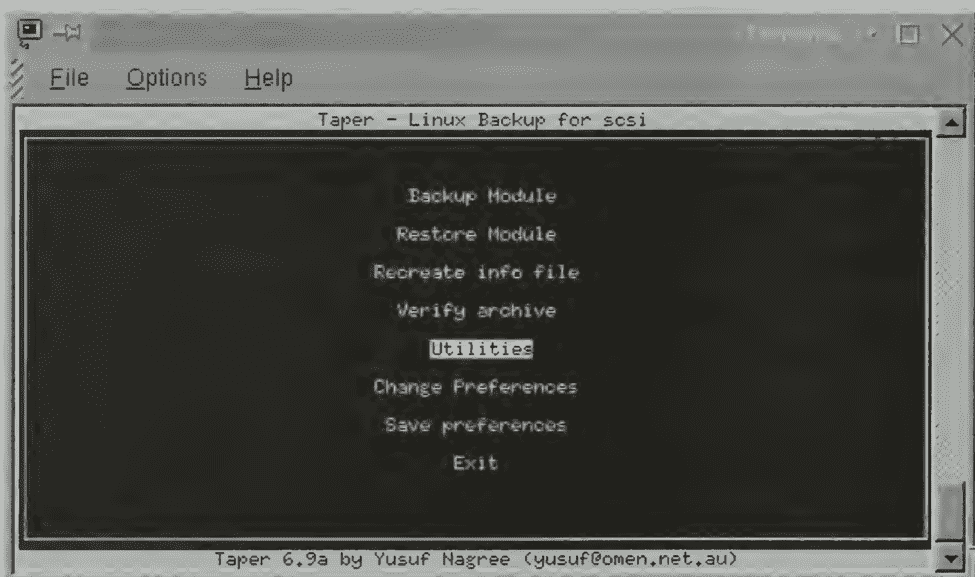 File Options Help
Taper - Linux Backup for scsi
Backup Module
Restore Module
Recreate info file
Verify archive
Utilities
Change Preferences
Save preferences
Exit
Taper 6.9a by Yusuf Nagree (yusuf@omen.net.au)